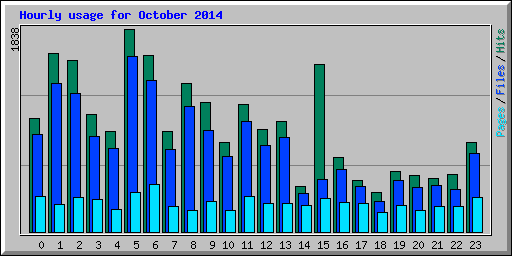 Hourly usage for October 2014
1838
Pages / Files / Hits
0 1 2 3 4 5 6 7 8 9 10 11 12 13 14 15 16 17 18 19 20 21 22 23